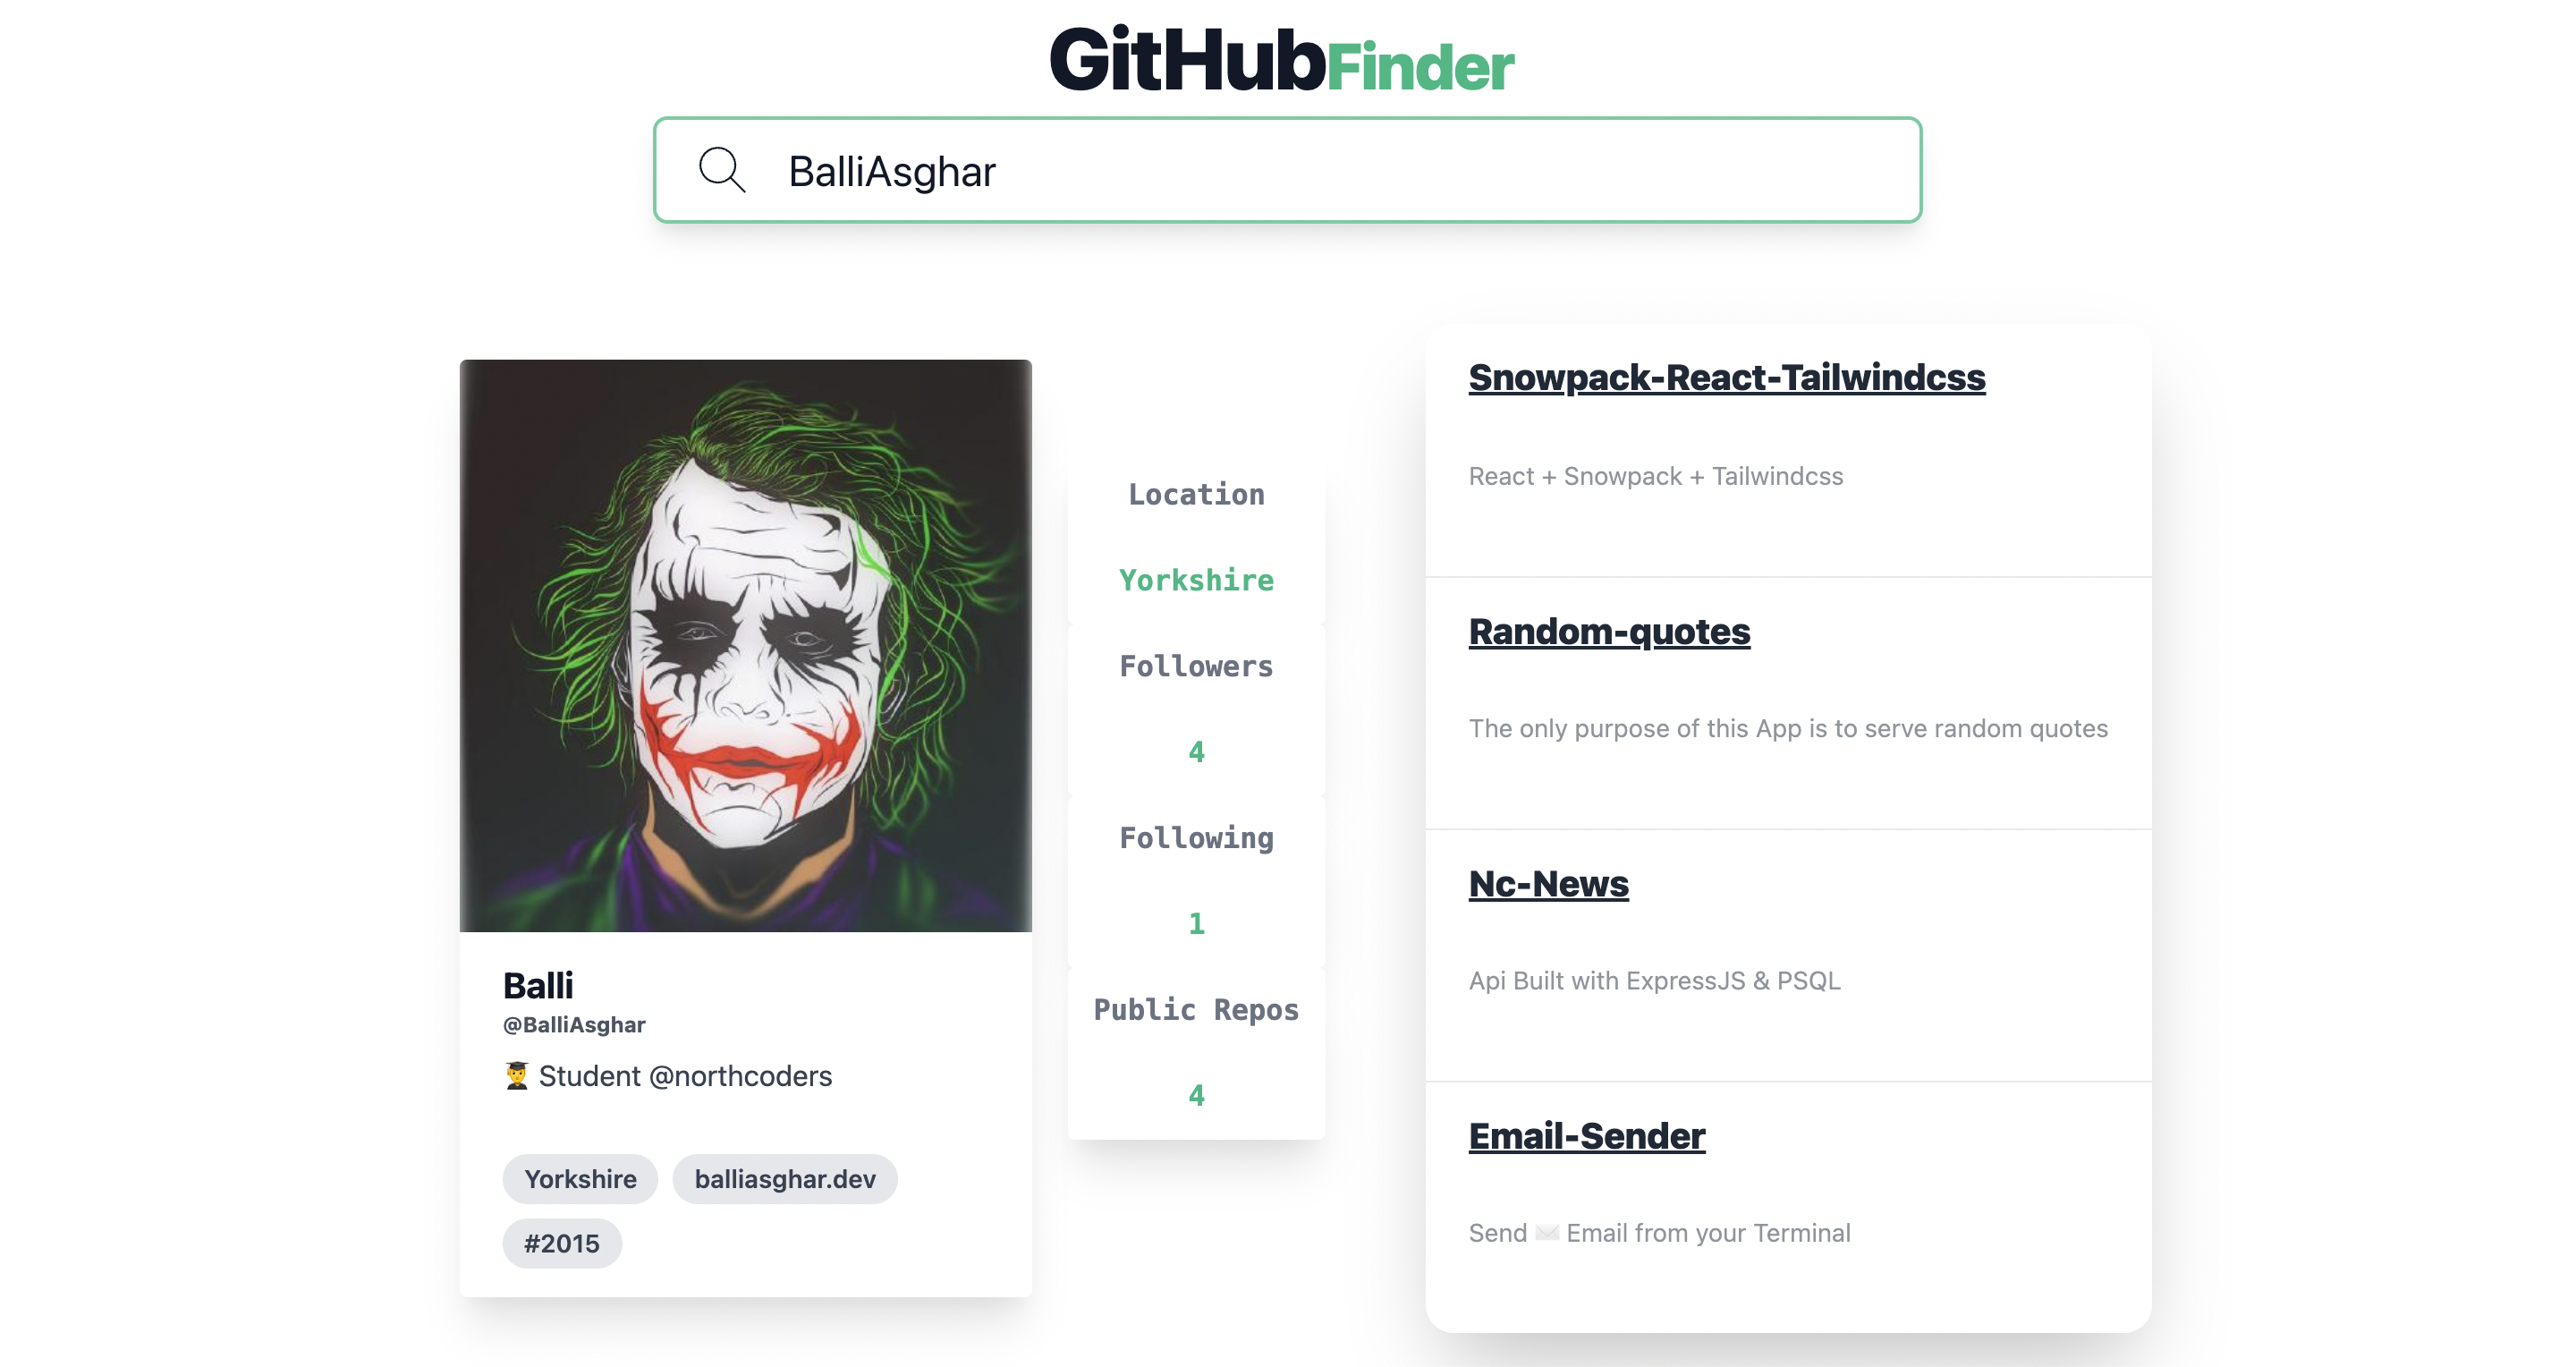 GitHubFinder
BalliAsghar
Balli
@BalliAsghar
👨‍🎓 Student @northcoders
Yorkshire balliasghar.dev
#2015
Location
Yorkshire
Followers
4
Following
1
Public Repos
4
Snowpack-React-Tailwindcss
React + Snowpack + Tailwindcss
Random-quotes
The only purpose of this App is to serve random quotes
Nc-News
Api Built with ExpressJS & PSQL
Email-Sender
Send ✉️ Email from your Terminal